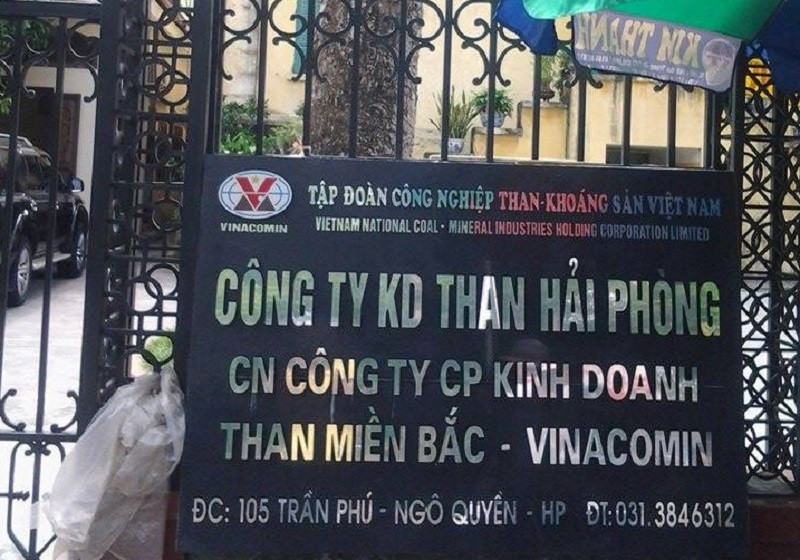 KIN THÀNH
TẬP ĐOÀN CÔNG NGHIỆP THAN-KHOÁNG SẢN VIỆT NAM
VINACOMIN
VIETNAM NATIONAL COAL - MINERAL INDUSTRIES HOLDING CORPORATION LIMITED
CÔNG TY KD THAN HẢI PHÒNG
CN CÔNG TY CP KINH DOANH
THAN MIỀN BẮC - VINACOMIN
ĐC: 105 TRẦN PHÚ - NGÔ QUYỀN - HP ĐT: 031.3846312